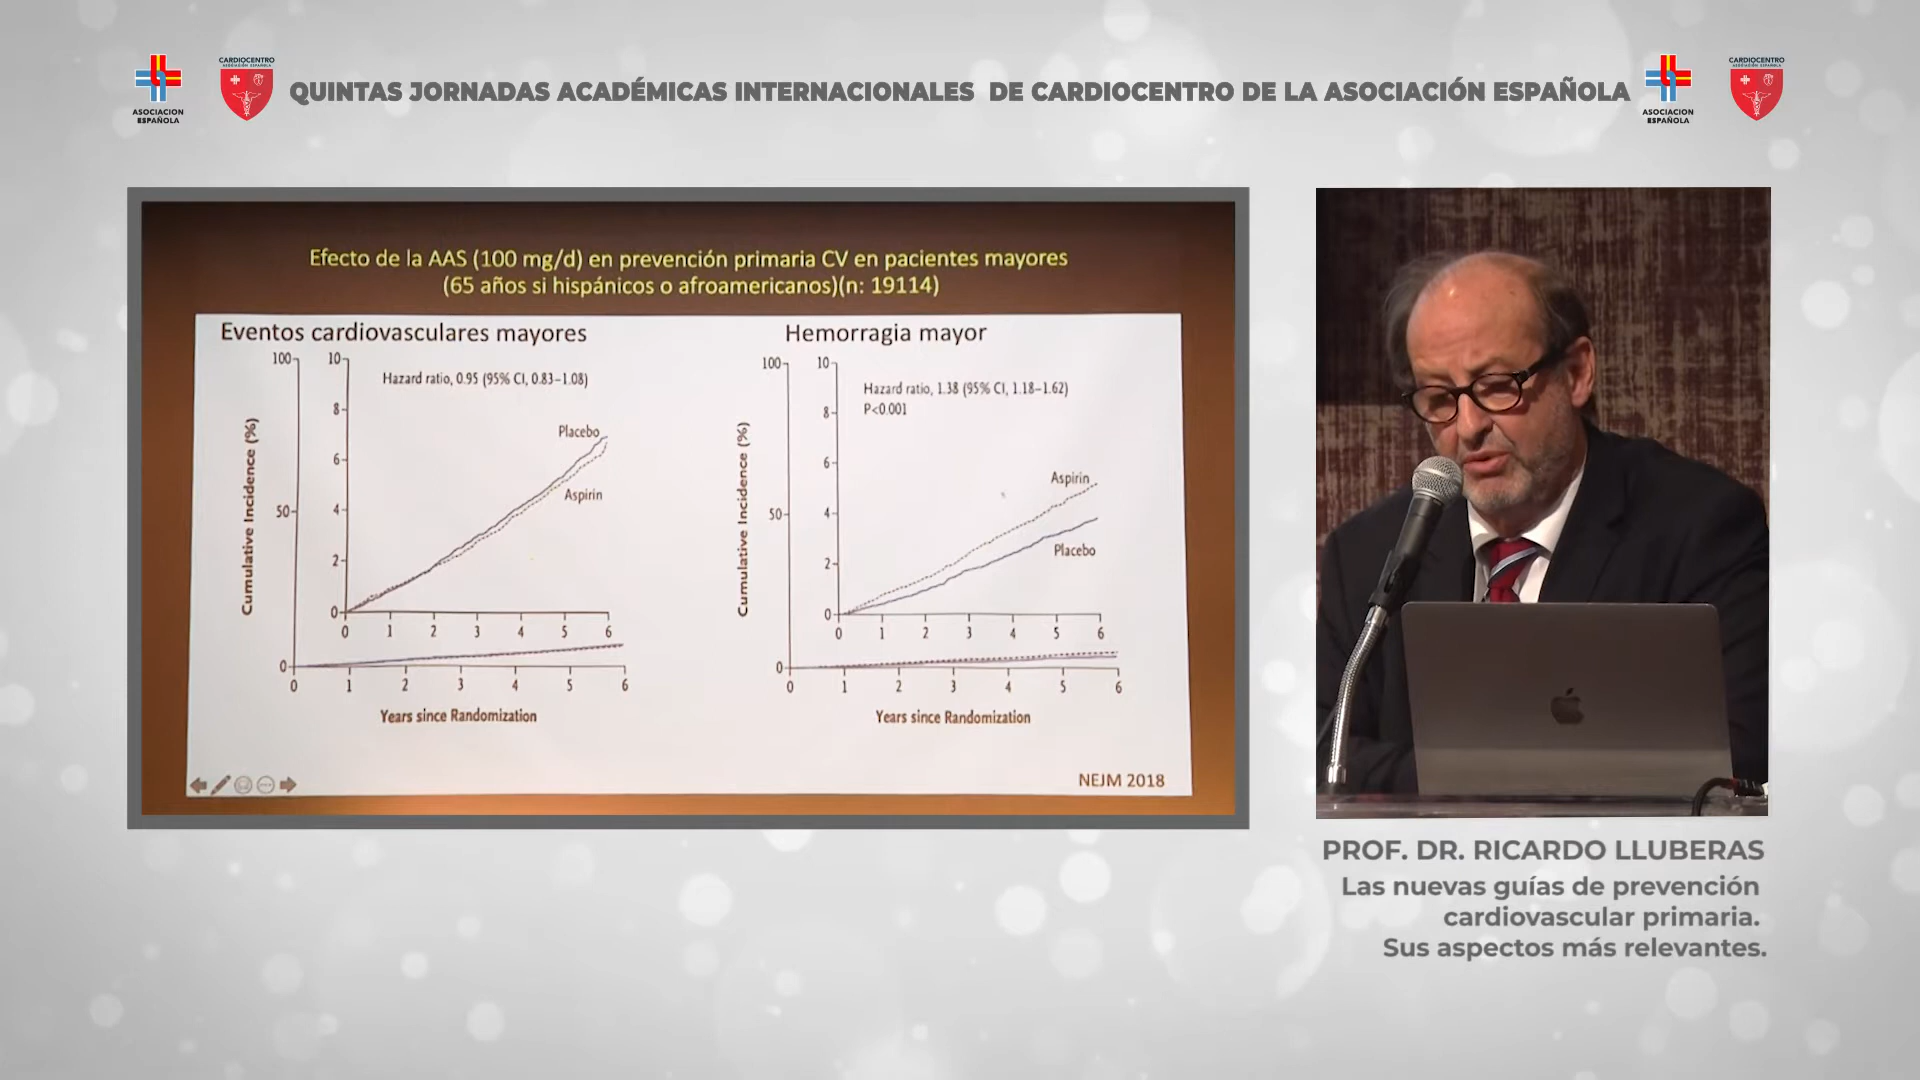 ASOCIACION
ESPAÑOLA
CARDIOCENTRO
ASOCIACIÓN ESPAÑOLA
QUINTAS JORNADAS ACADÉMICAS INTERNACIONALES DE CARDIOCENTRO DE LA ASOCIACIÓN ESPAÑOLA
ASOCIACION
ESPAÑOLA
CARDIOCENTRO
ASOCIACIÓN ESPAÑOLA
Efecto de la AAS (100 mg/d) en prevención primaria CV en pacientes mayores
(65 años si hispánicos o afroamericanos)(n: 19114)
Eventos cardiovasculares mayores
Hazard ratio, 0.95 (95% CI, 0.83–1.08)
Placebo
Aspirin
Cumulative Incidence (%)
100
50
0
10
8
6
4
2
0
0 1 2 3 4 5 6
0 1 2 3 4 5 6
Years since Randomization
Hemorragia mayor
Hazard ratio, 1.38 (95% CI, 1.18–1.62)
P<0.001
Aspirin
Placebo
Cumulative Incidence (%)
100
50
0
10
8
6
4
2
0
0 1 2 3 4 5 6
0 1 2 3 4 5 6
Years since Randomization
NEJM 2018
PROF. DR. RICARDO LLUBERAS
Las nuevas guías de prevención
cardiovascular primaria.
Sus aspectos más relevantes.